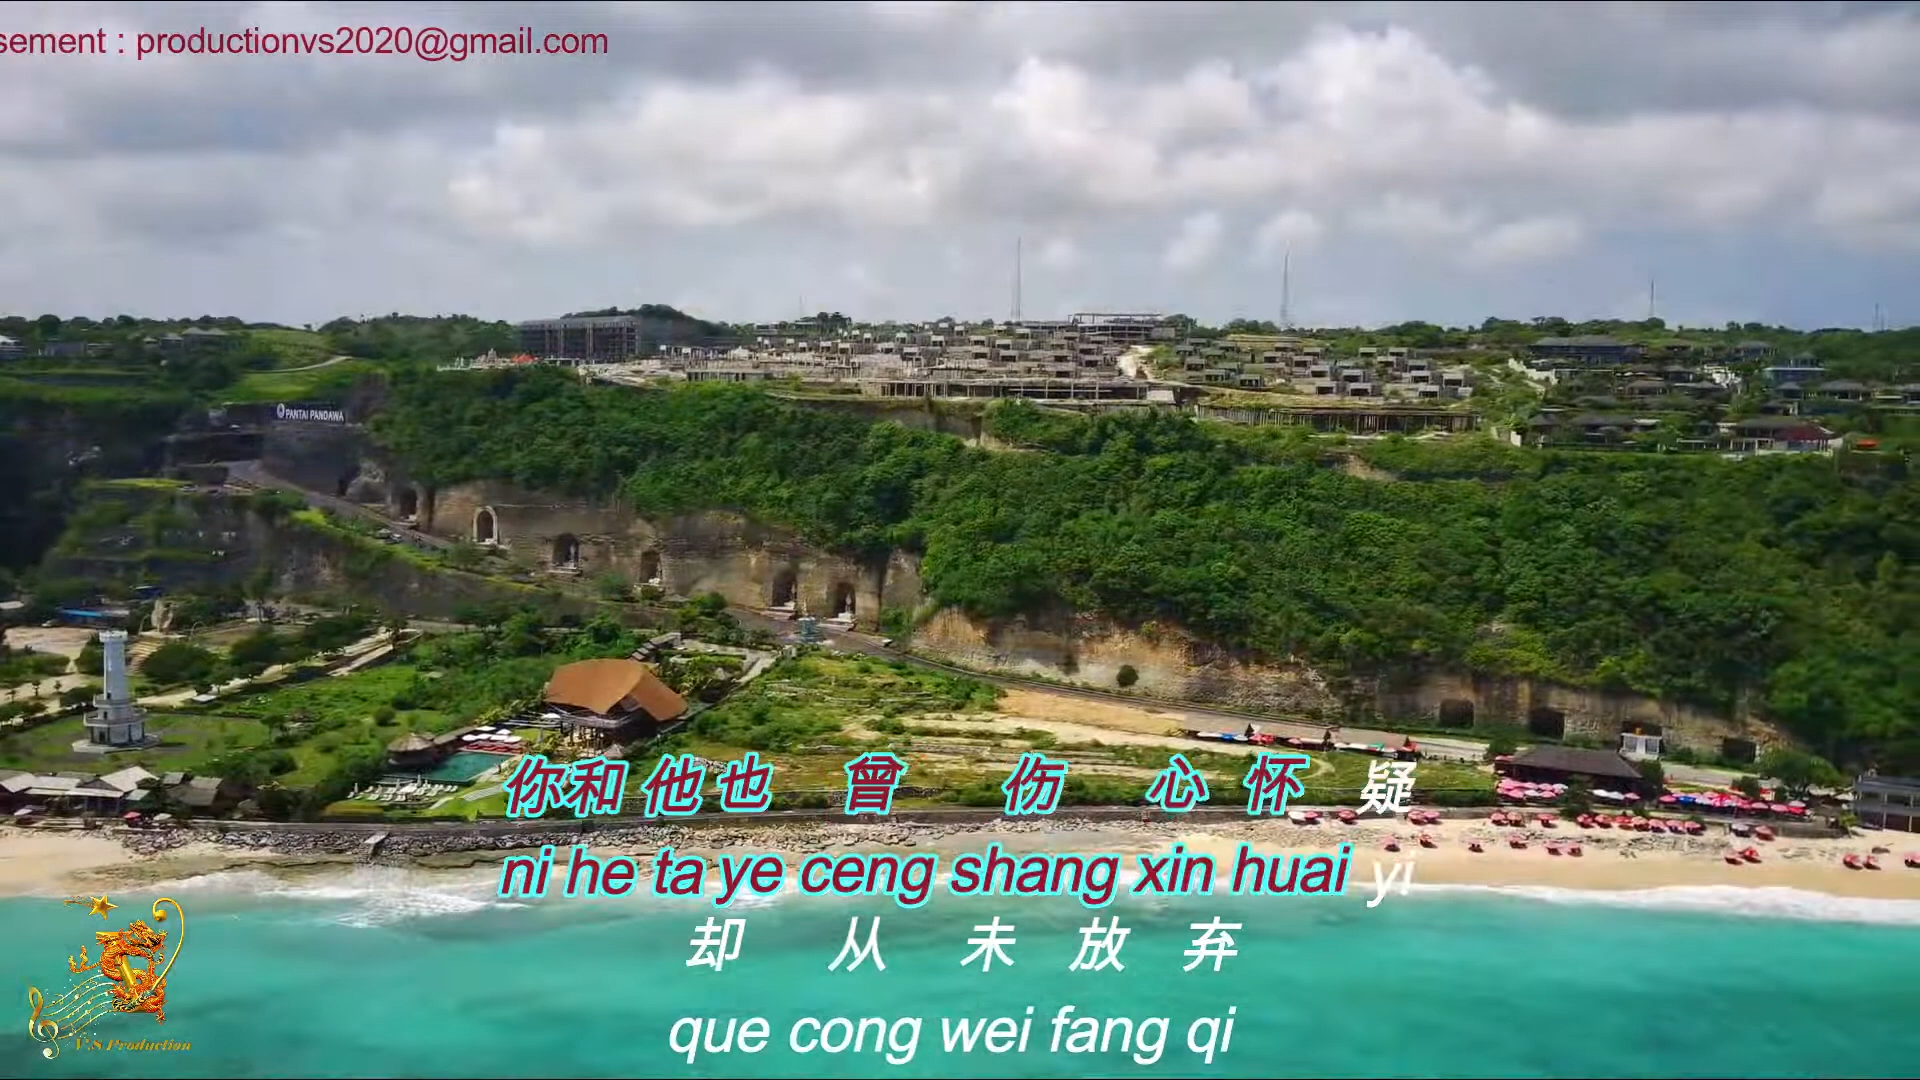 sement : productionvs2020@gmail.com
PANTAI PANDAWA
你和他也 曾 伤 心 怀 疑
ni he ta ye ceng shang xin huai yi
却 从 未 放 弃
que cong wei fang qi
V.S Production